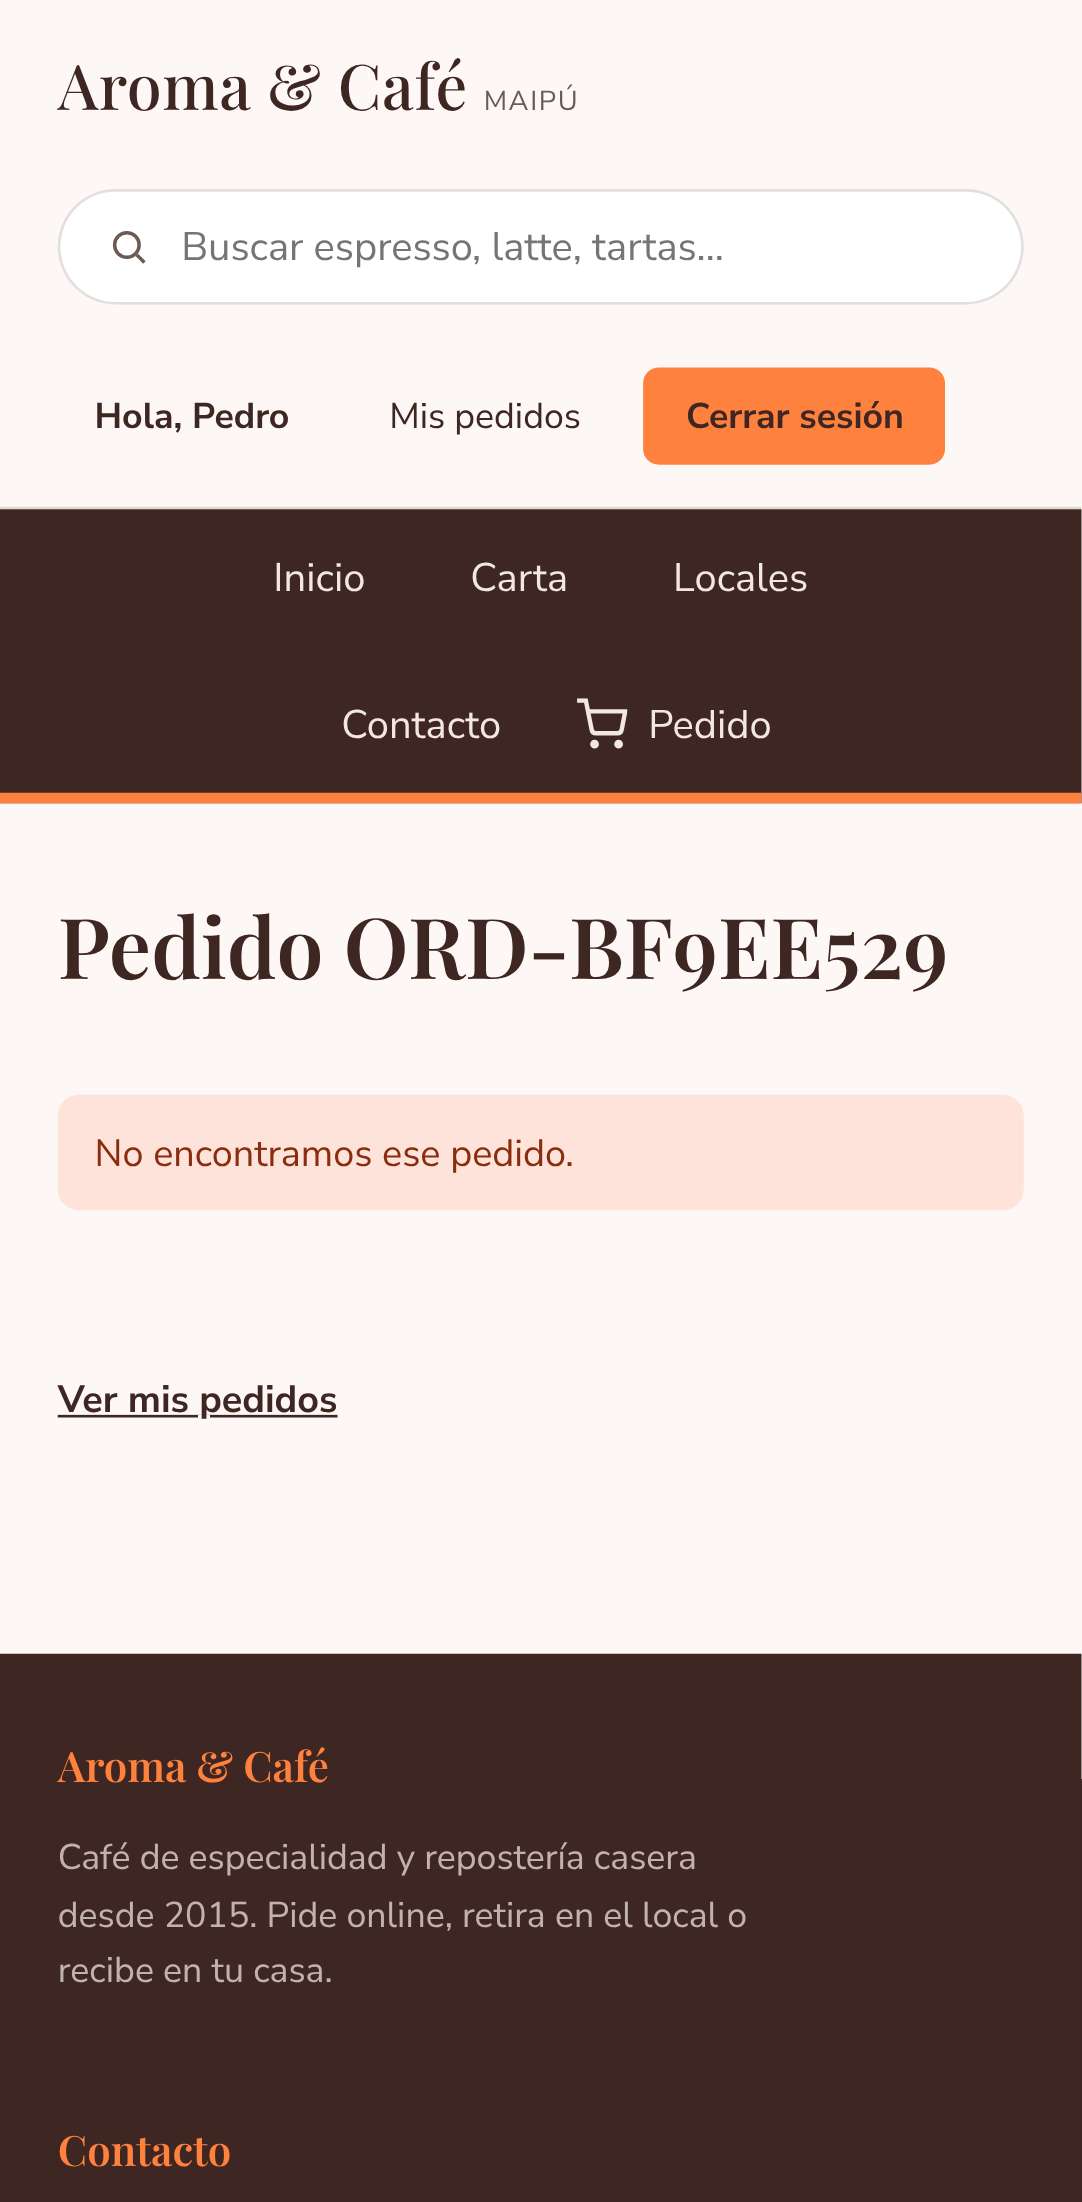 Aroma & Café MAIPÚ
Buscar espresso, latte, tartas...
Hola, Pedro
Mis pedidos
Cerrar sesión
Inicio
Carta
Locales
Contacto
Pedido
Pedido ORD-BF9EE529
No encontramos ese pedido.
Ver mis pedidos
Aroma & Café
Café de especialidad y repostería casera
desde 2015. Pide online, retira en el local o
recibe en tu casa.
Contacto